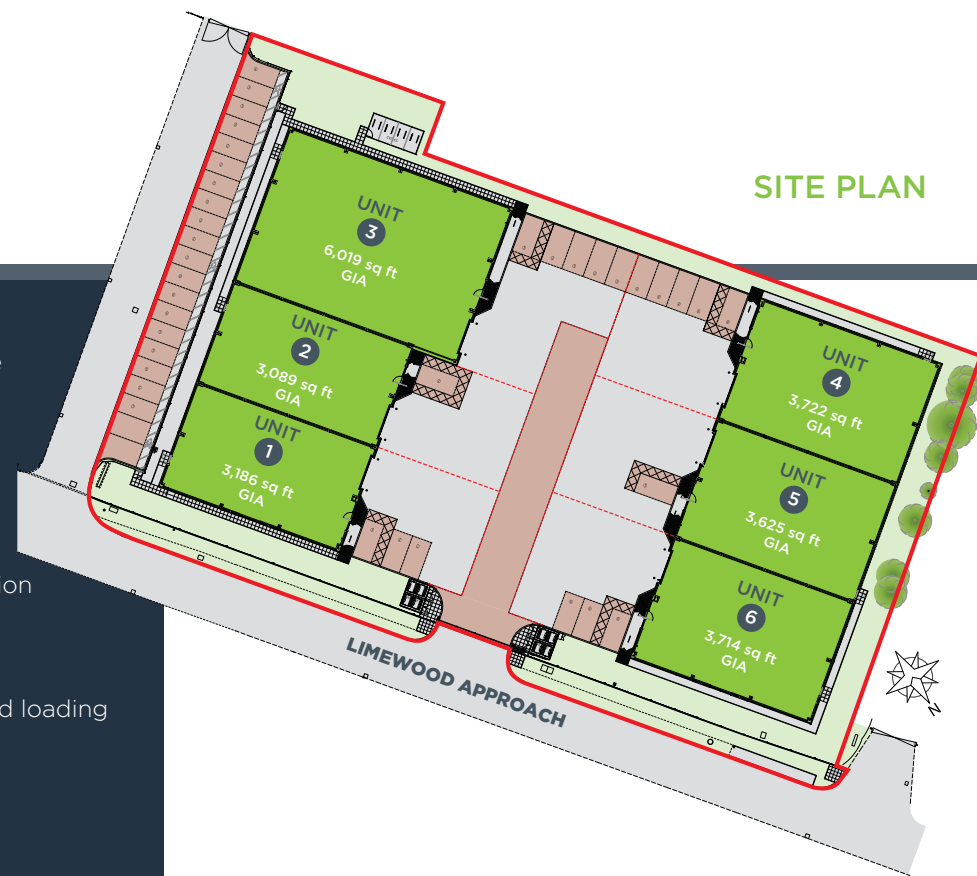 SITE PLAN
UNIT
3
6,019 sq ft
GIA
UNIT
2
3,089 sq ft
GIA
UNIT
1
3,186 sq ft
GIA
UNIT
4
3,722 sq ft
GIA
UNIT
5
3,625 sq ft
GIA
UNIT
6
3,714 sq ft
GIA
LIMEWOOD APPROACH
N
e
ion
d loading